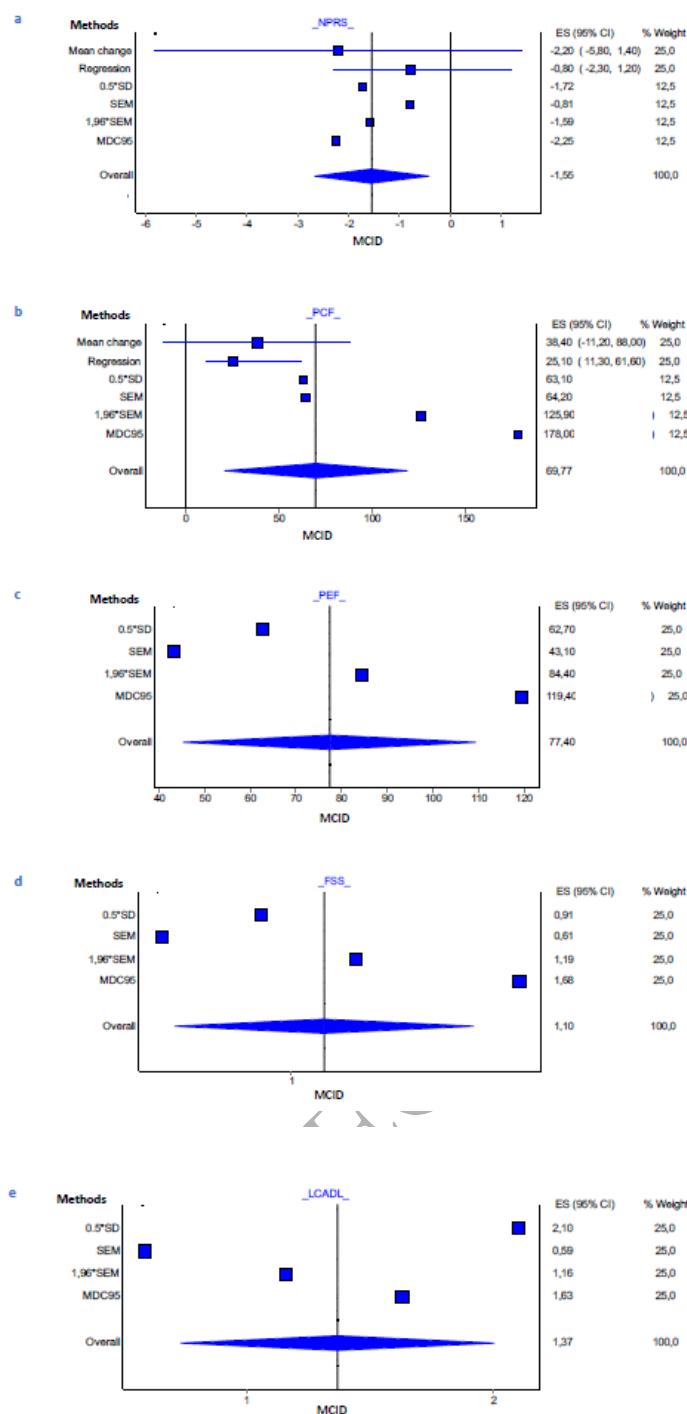 a
Methods _NPRS_ ES (95% CI) % Weight
Mean change -2,20 (-5,80, 1,40) 25,0
Regression -0,80 (-2,30, 1,20) 25,0
0.5*SD -1,72 12,5
SEM -0,81 12,5
1,96*SEM -1,59 12,5
MDC95 -2,25 12,5
Overall -1,55 100,0
-6 -5 -4 -3 -2 -1 0 1
MCID
b
Methods _PCF_ ES (95% CI) % Weight
Mean change 38,40 (-11,20, 88,00) 25,0
Regression 25,10 ( 11,30, 61,60) 25,0
0.5*SD 63,10 12,5
SEM 64,20 12,5
1,96*SEM 125,90 ) 12,5
MDC95 178,00 ) 12,5
Overall 69,77 100,0
0 50 100 150
MCID
c
Methods _PEF_ ES (95% CI) % Weight
0.5*SD 62,70 25,0
SEM 43,10 25,0
1,96*SEM 84,40 25,0
MDC95 119,40 ) 25,0
Overall 77,40 100,0
40 50 60 70 80 90 100 110 120
MCID
d
Methods _FSS_ ES (95% CI) % Weight
0.5*SD 0,91 25,0
SEM 0,61 25,0
1,96*SEM 1,19 25,0
MDC95 1,68 25,0
Overall 1,10 100,0
1
MCID
e
Methods _LCADL_ ES (95% CI) % Weight
0.5*SD 2,10 25,0
SEM 0,59 25,0
1,96*SEM 1,16 25,0
MDC95 1,63 25,0
Overall 1,37 100,0
1 2
MCID